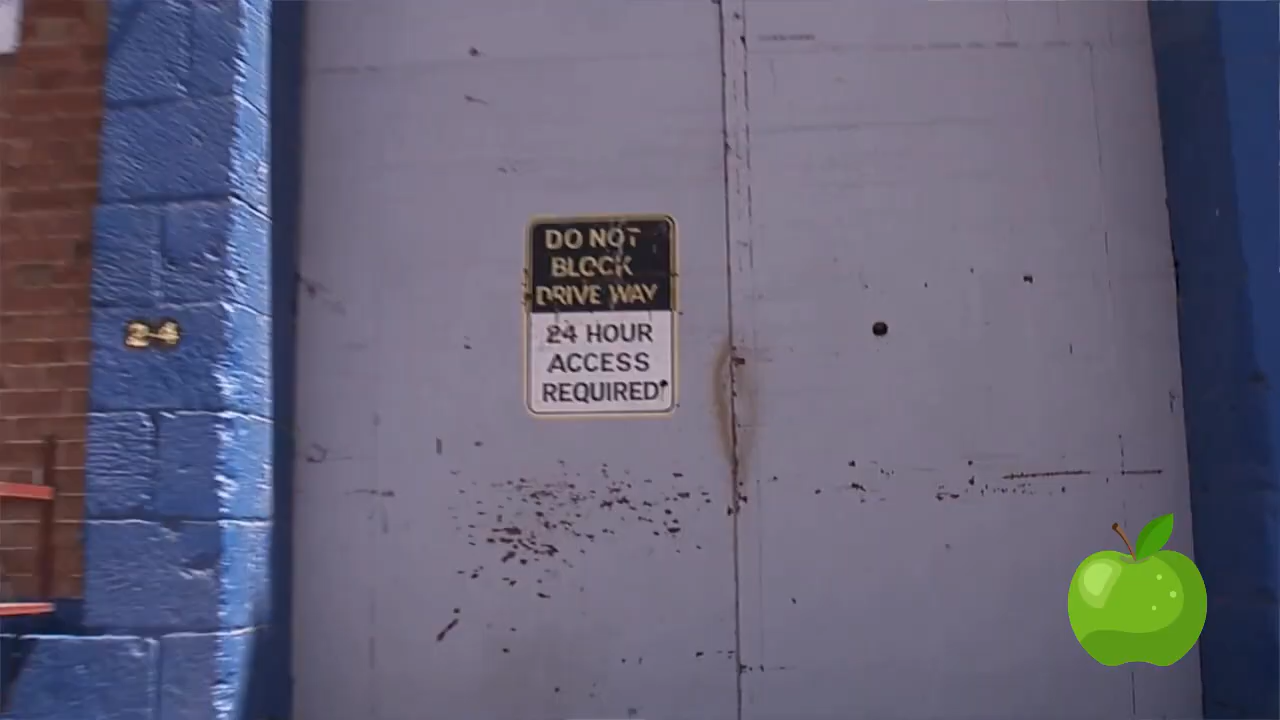 DO NOT
BLOCK
DRIVE WAY
24 HOUR
ACCESS
REQUIRED
24